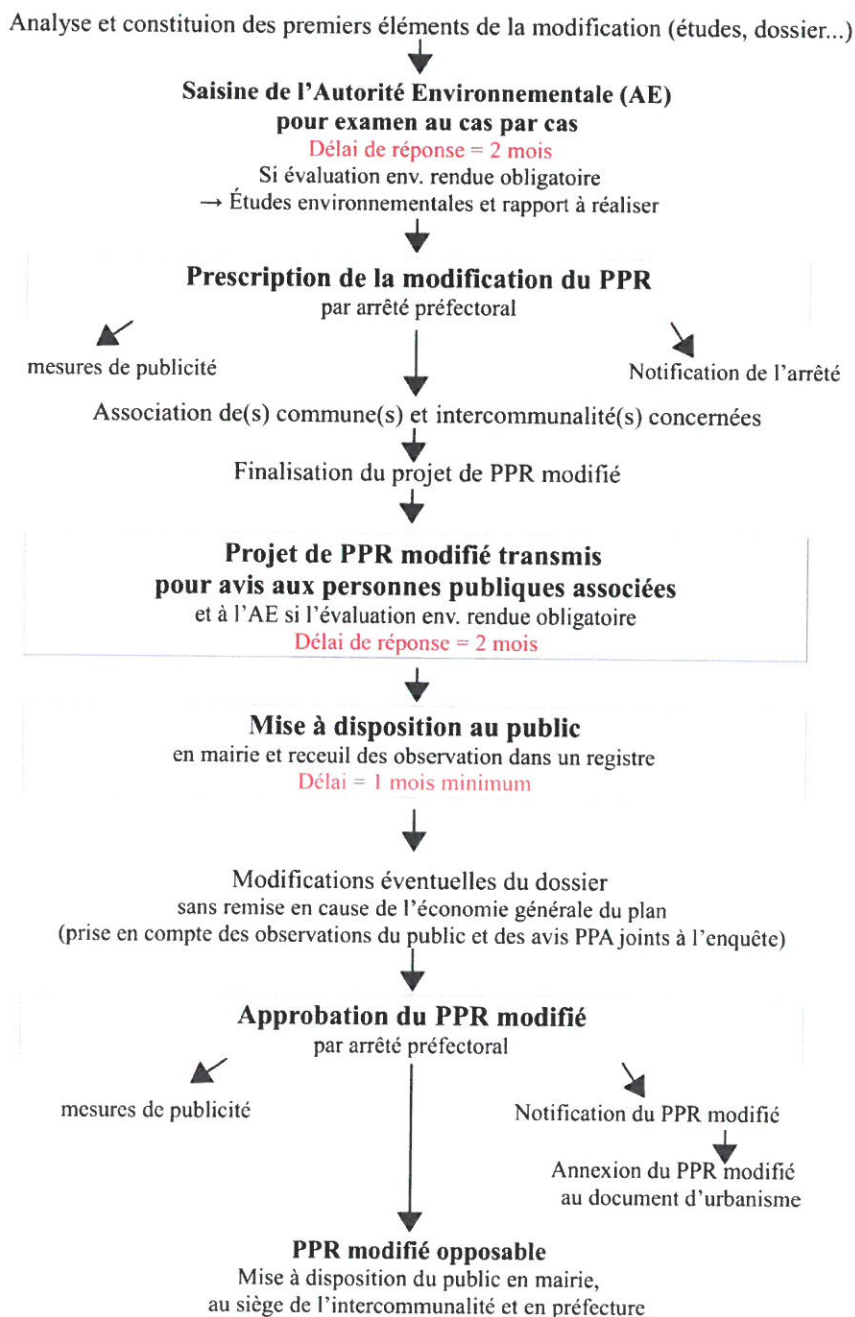 Analyse et constituion des premiers éléments de la modification (études, dossier...)
Saisine de l'Autorité Environnementale (AE)
pour examen au cas par cas
Délai de réponse = 2 mois
Si évaluation env. rendue obligatoire
→ Études environnementales et rapport à réaliser
Prescription de la modification du PPR
par arrêté préfectoral
mesures de publicité
Notification de l'arrêté
Association de(s) commune(s) et intercommunalité(s) concernées
Finalisation du projet de PPR modifié
Projet de PPR modifié transmis
pour avis aux personnes publiques associées
et à l'AE si l'évaluation env. rendue obligatoire
Délai de réponse = 2 mois
Mise à disposition au public
en mairie et receuil des observation dans un registre
Délai = 1 mois minimum
Modifications éventuelles du dossier
sans remise en cause de l'économie générale du plan
(prise en compte des observations du public et des avis PPA joints à l'enquête)
Approbation du PPR modifié
par arrêté préfectoral
mesures de publicité
Notification du PPR modifié
Annexion du PPR modifié
au document d'urbanisme
PPR modifié opposable
Mise à disposition du public en mairie,
au siège de l'intercommunalité et en préfecture